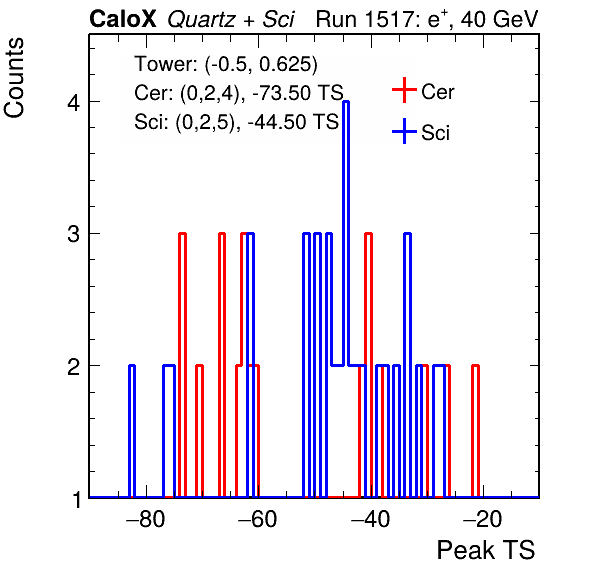 CaloX Quartz + Sci Run 1517: e⁺, 40 GeV
Counts
Tower: (-0.5, 0.625)
Cer: (0,2,4), -73.50 TS
Sci: (0,2,5), -44.50 TS
Cer
Sci
4
3
2
1
−80 −60 −40 −20
Peak TS